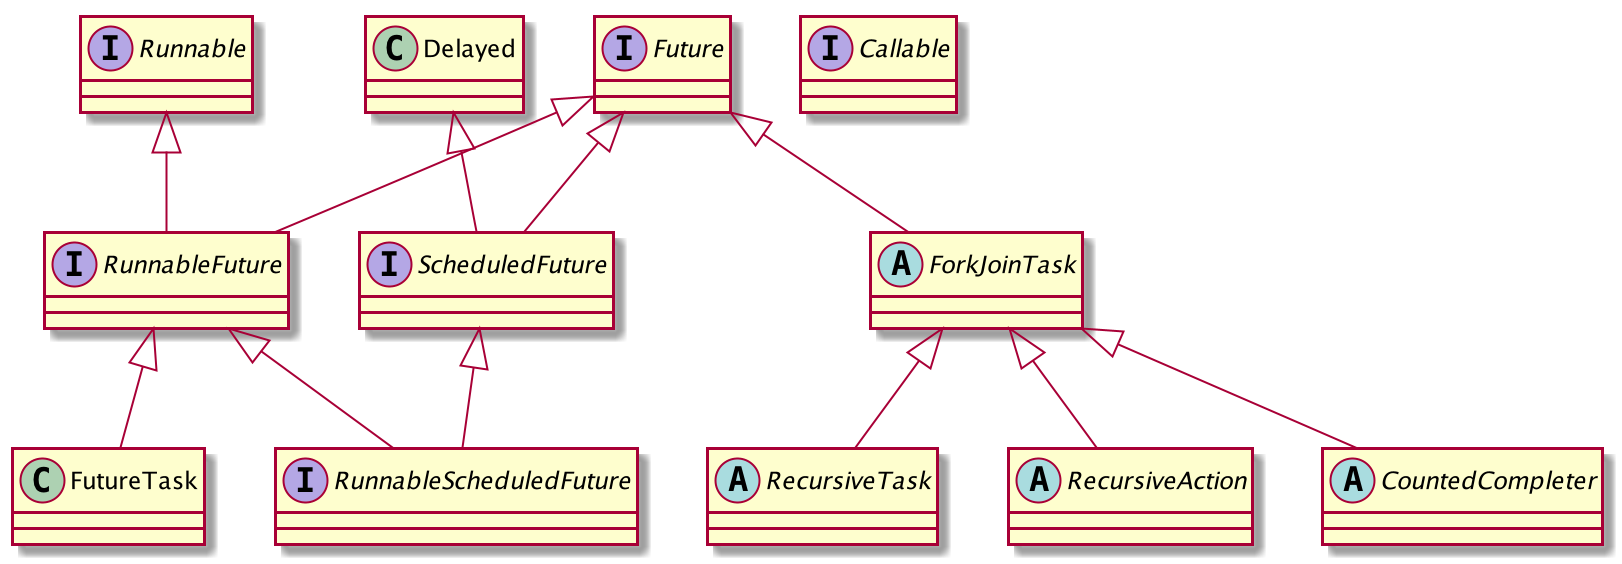 I Runnable
C Delayed
I Future
I Callable
I RunnableFuture
I ScheduledFuture
A ForkJoinTask
C FutureTask
I RunnableScheduledFuture
A RecursiveTask
A RecursiveAction
A CountedCompleter